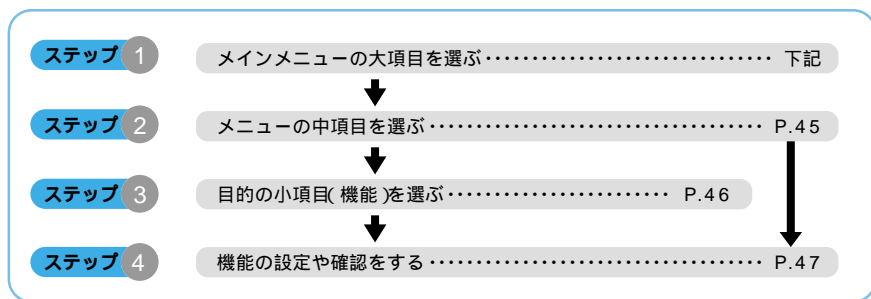 ステップ 1 メインメニューの大項目を選ぶ・・・・・・・・・・・・・・・・・・・・・・・・・・・・・・・ 下記
ステップ 2 メニューの中項目を選ぶ・・・・・・・・・・・・・・・・・・・・・・・・・・・・・・・・・・・・ P.45
ステップ 3 目的の小項目(機能)を選ぶ・・・・・・・・・・・・・・・・・・・・・・・・ P.46
ステップ 4 機能の設定や確認をする・・・・・・・・・・・・・・・・・・・・・・・・・・・・・・・・・・・・ P.47